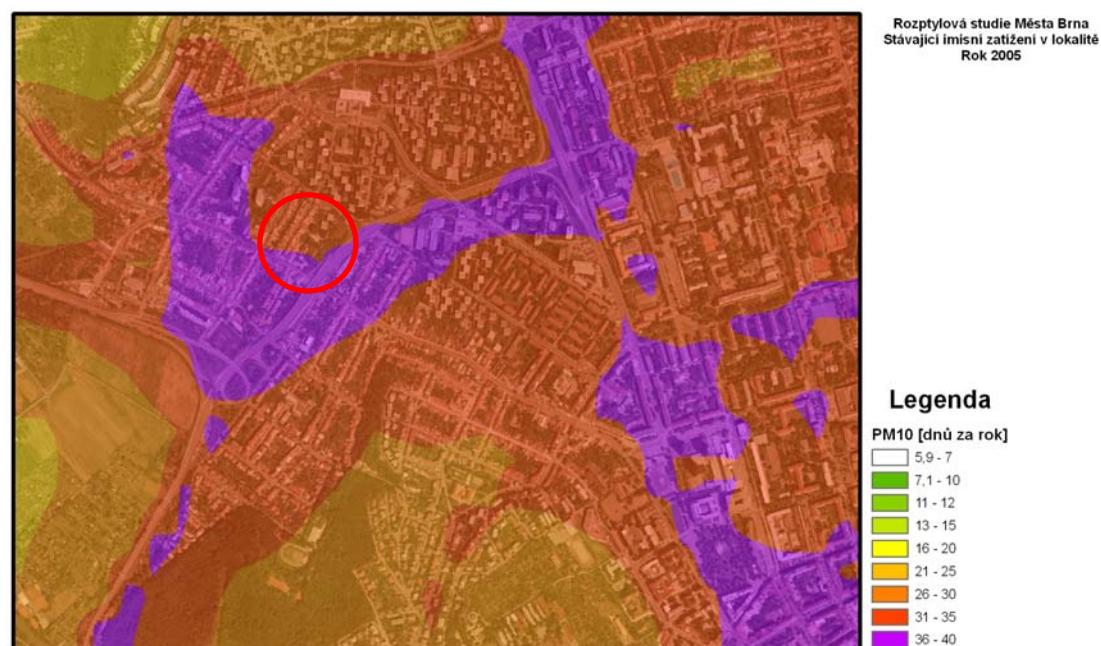 Rozptylová studie Města Brna
Stávající imisní zatížení v lokalitě
Rok 2005
Legenda
PM10 [dnů za rok]
5,9 - 7
7,1 - 10
11 - 12
13 - 15
16 - 20
21 - 25
26 - 30
31 - 35
36 - 40